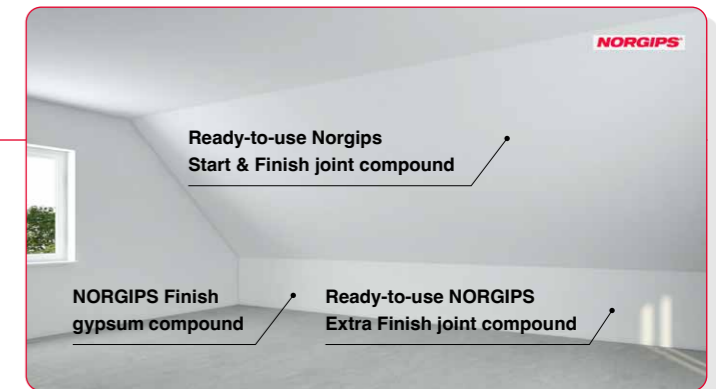 NORGIPS
Ready-to-use Norgips
Start & Finish joint compound
NORGIPS Finish
gypsum compound
Ready-to-use NORGIPS
Extra Finish joint compound